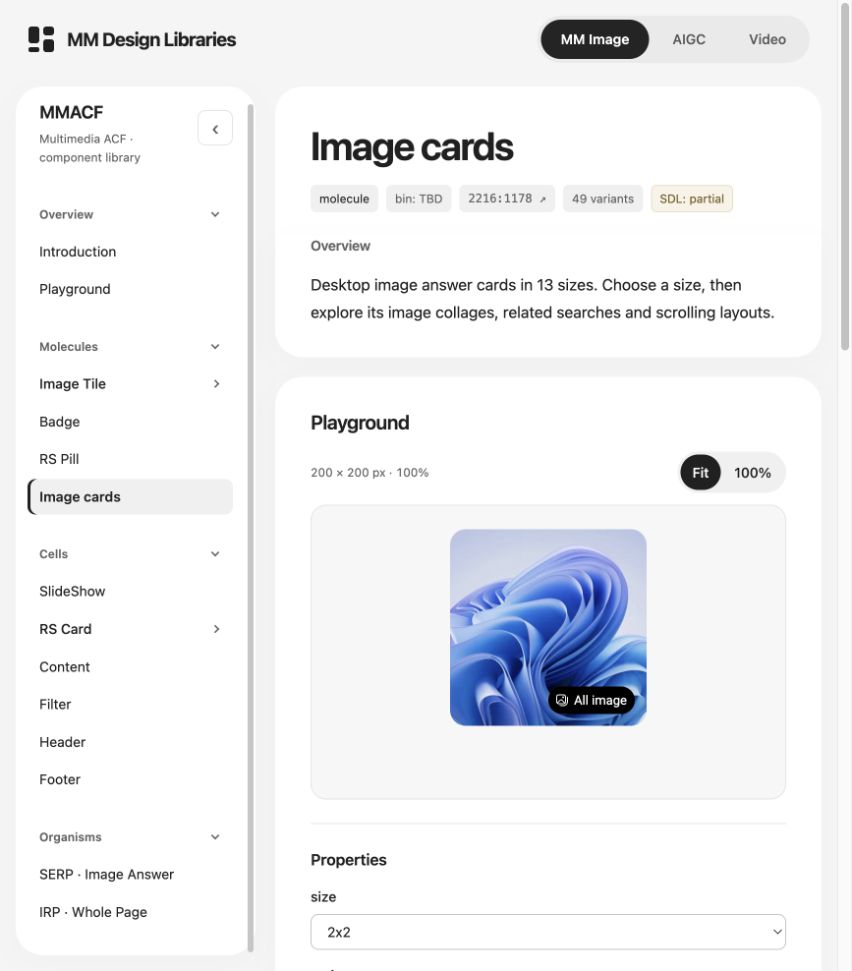 MM Design Libraries
MM Image
AIGC
Video
MMACF
Multimedia ACF ·
component library
Overview
Introduction
Playground
Molecules
Image Tile
Badge
RS Pill
Image cards
Cells
SlideShow
RS Card
Content
Filter
Header
Footer
Organisms
SERP · Image Answer
IRP · Whole Page
Image cards
molecule
bin: TBD
2216:1178 ↗
49 variants
SDL: partial
Overview
Desktop image answer cards in 13 sizes. Choose a size, then
explore its image collages, related searches and scrolling layouts.
Playground
200 × 200 px · 100%
Fit
100%
All image
Properties
size
2x2